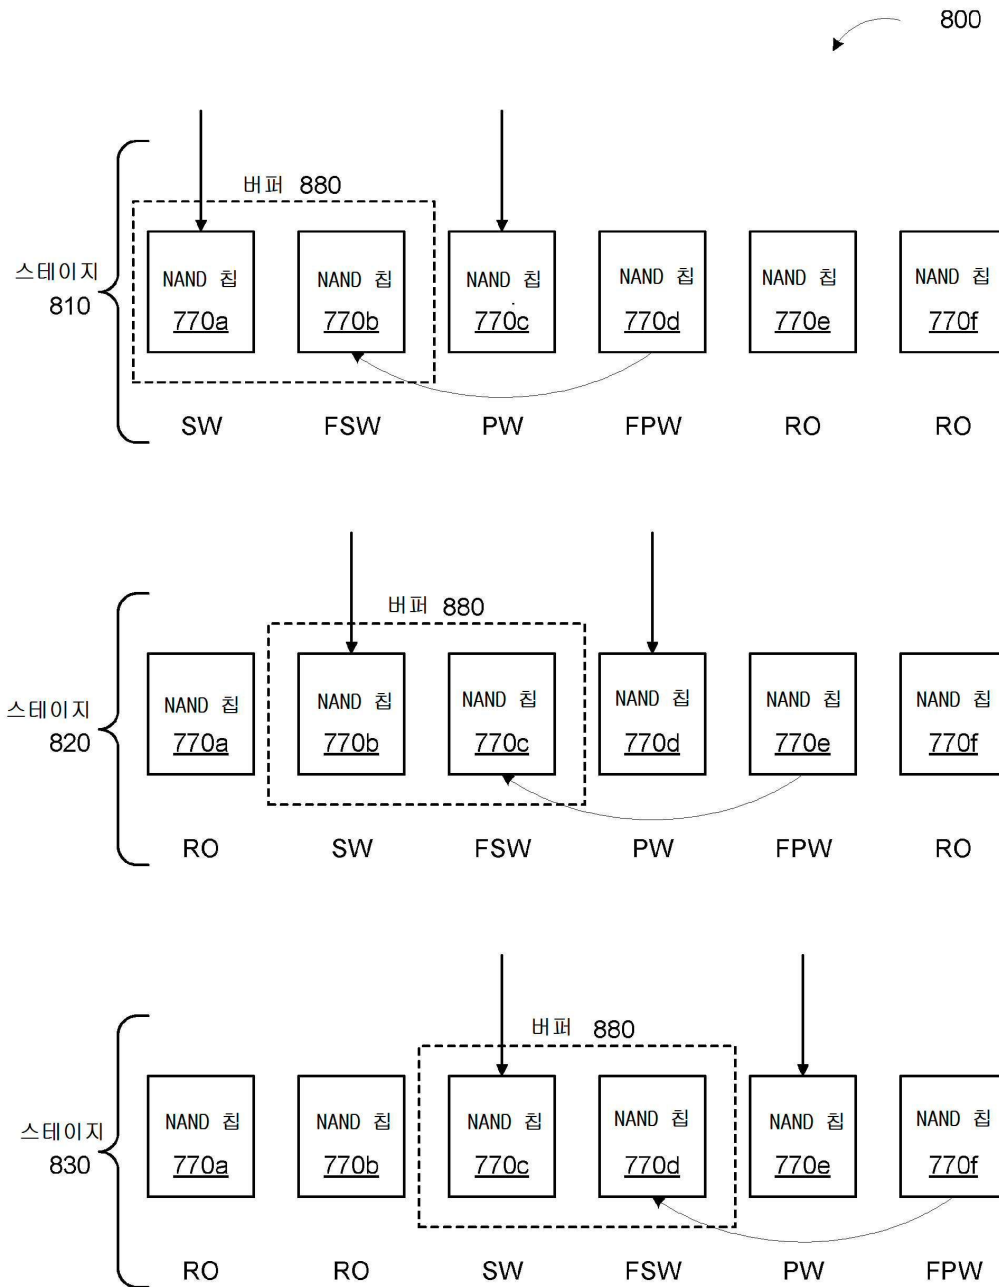 800
버퍼 880
스테이지
810
NAND 칩 NAND 칩 NAND 칩 NAND 칩 NAND 칩 NAND 칩
770a 770b 770c 770d 770e 770f
SW FSW PW FPW RO RO
버퍼 880
스테이지
820
NAND 칩 NAND 칩 NAND 칩 NAND 칩 NAND 칩 NAND 칩
770a 770b 770c 770d 770e 770f
RO SW FSW PW FPW RO
버퍼 880
스테이지
830
NAND 칩 NAND 칩 NAND 칩 NAND 칩 NAND 칩 NAND 칩
770a 770b 770c 770d 770e 770f
RO RO SW FSW PW FPW